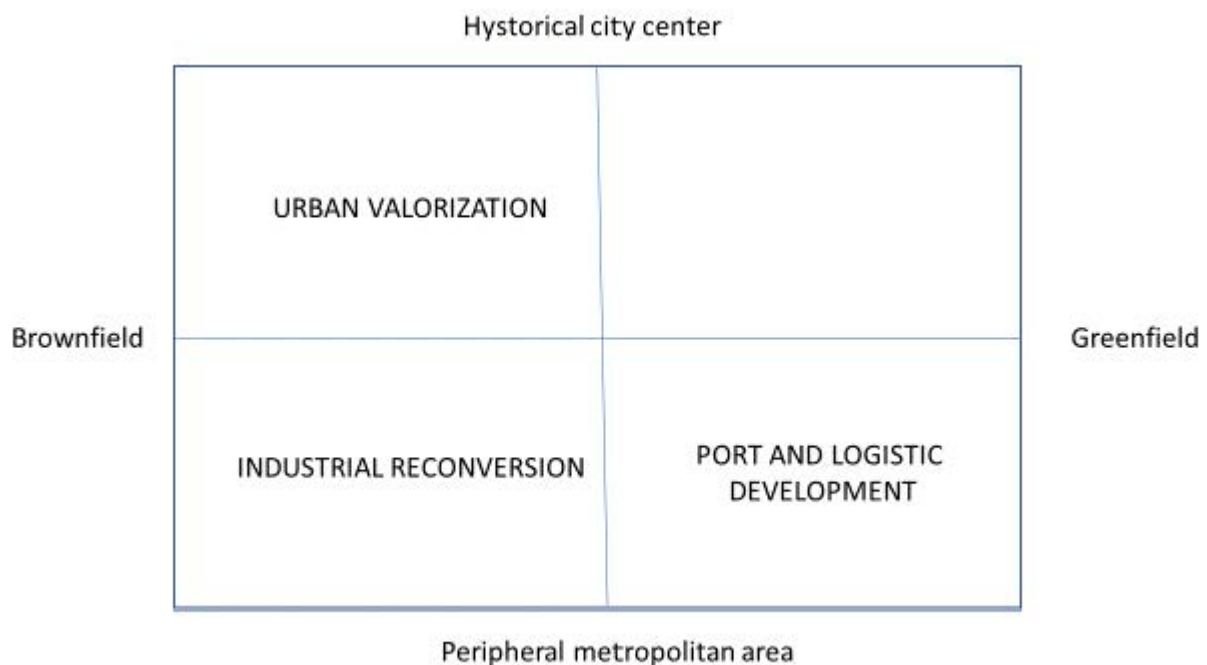 Hystorical city center
URBAN VALORIZATION
Brownfield
Greenfield
INDUSTRIAL RECONVERSION
PORT AND LOGISTIC
DEVELOPMENT
Peripheral metropolitan area